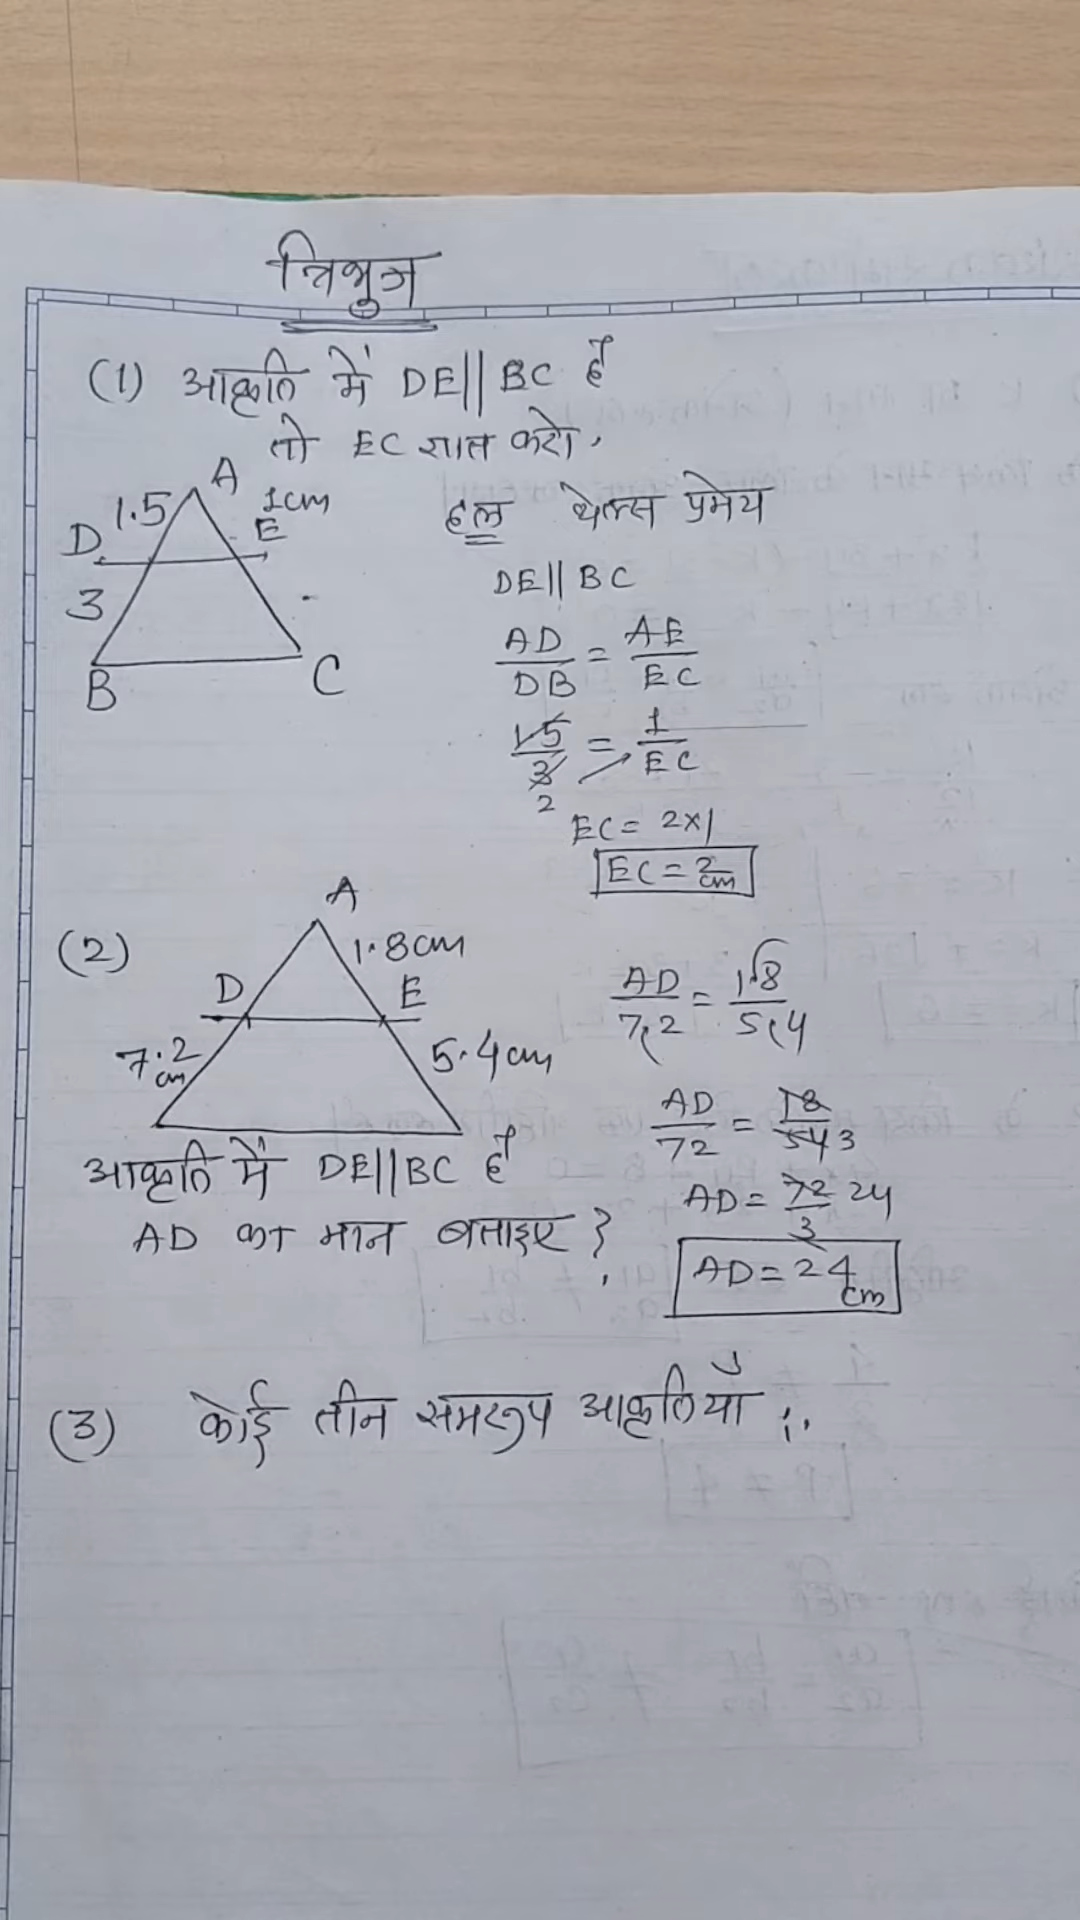 त्रिभुज
(1) आकृति में DE||BC है
तो EC ज्ञात करो.
A
1.5
1cm
D
E
3
B
C
हल थेल्स प्रमेय
DE||BC
AD/DB = AE/EC
1.5/3 = 1/EC
2
EC = 2×1
EC = 2 cm
(2)
A
1.8cm
D
E
7.2 cm
5.4cm
आकृति में DE||BC है
AD का मान बताइए ?
AD/7.2 = 1.8/5.4
AD/72 = 18/54 3
AD = 72/3 24
AD = 24 cm
(3) कोई तीन समरूप आकृतियाँ